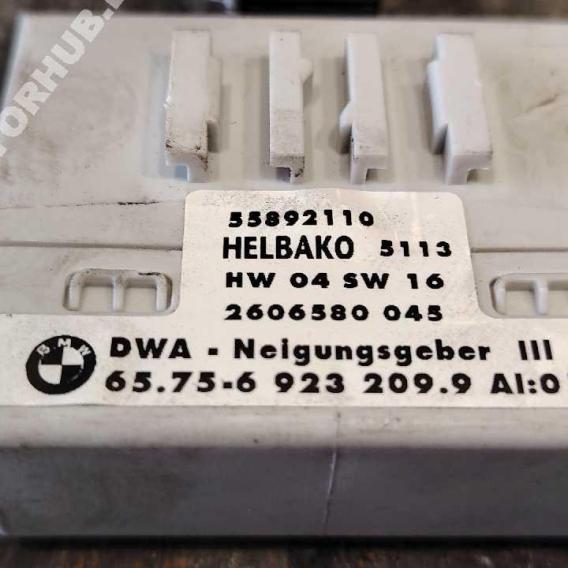 55892110
HELBAKO 5113
HW 04 SW 16
2606580 045
BMW
DWA - Neigungsgeber III
65.75-6 923 209.9 AI:0